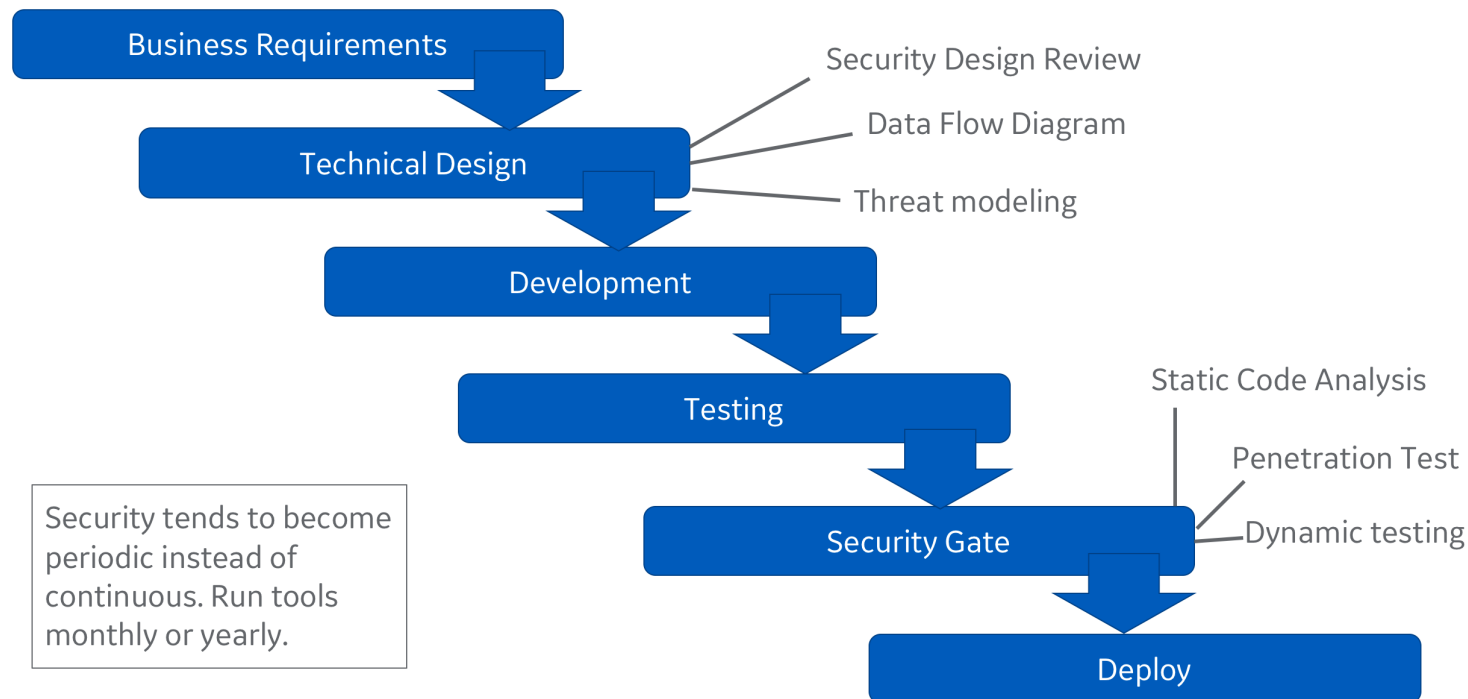 Business Requirements
Security Design Review
Data Flow Diagram
Technical Design
Threat modeling
Development
Static Code Analysis
Testing
Penetration Test
Security tends to become
periodic instead of
continuous. Run tools
monthly or yearly.
Dynamic testing
Security Gate
Deploy